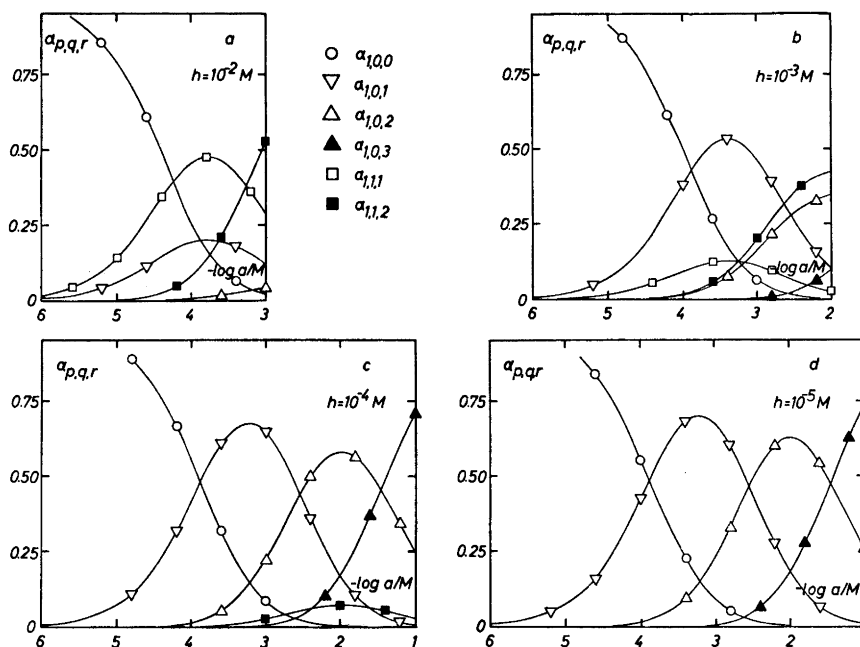 α_{p,q,r}
a
h=10^{-2} M
0.75
0.50
0.25
0
-log a/M
6 5 4 3
α_{1,0,0}
α_{1,0,1}
α_{1,0,2}
α_{1,0,3}
α_{1,1,1}
α_{1,1,2}
α_{p,q,r}
b
h=10^{-3} M
0.75
0.50
0.25
0
-log a/M
6 5 4 3 2
α_{p,q,r}
c
h=10^{-4} M
0.75
0.50
0.25
0
-log a/M
6 5 4 3 2 1
α_{p,q,r}
d
h=10^{-5} M
0.75
0.50
0.25
0
-log a/M
6 5 4 3 2